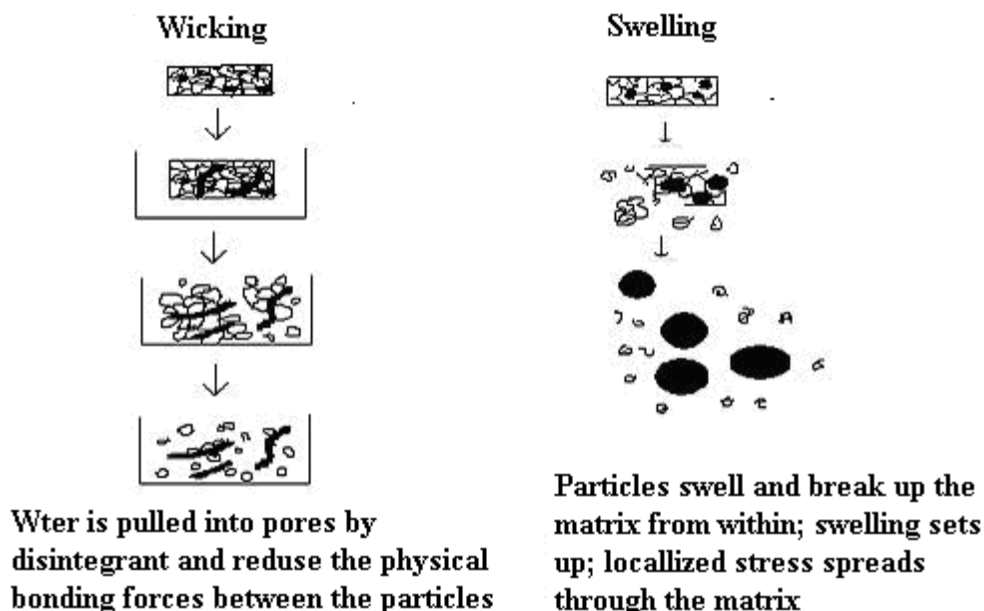 Wicking
Swelling
Wter is pulled into pores by
disintegrant and reduse the physical
bonding forces between the particles
Particles swell and break up the
matrix from within; swelling sets
up; locallized stress spreads
through the matrix